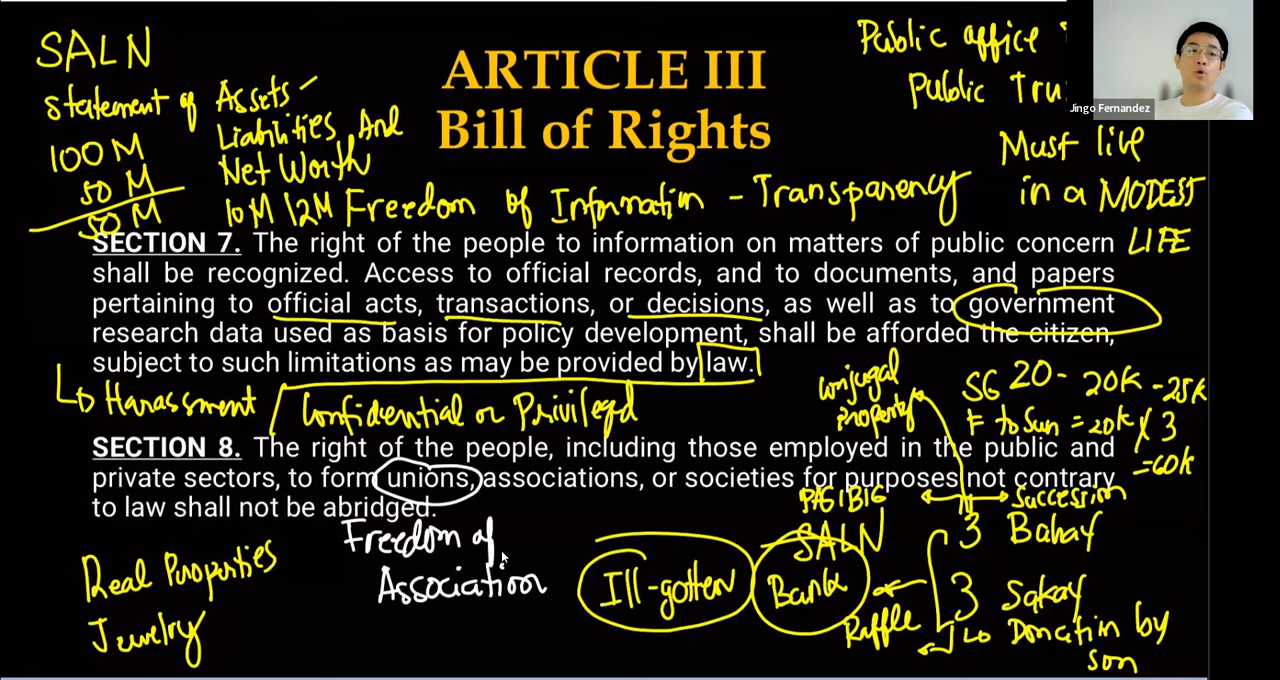 SALN
Statement of Assets -
Liabilities And
Net Worth
100 M
50 M
50 M
10M 12M Freedom of Information - Transparency
ARTICLE III
Bill of Rights
Public office
Public Tru
Jingo Fernandez
Must live
in a MODEST
LIFE
SECTION 7. The right of the people to information on matters of public concern
shall be recognized. Access to official records, and to documents, and papers
pertaining to official acts, transactions, or decisions, as well as to government
research data used as basis for policy development, shall be afforded the citizen,
subject to such limitations as may be provided by law.
Harassment
Confidential or Privileged
Conjugal
Property
SG 20 - 20K - 25K
F to Sun = 20K X 3
= 60K
SECTION 8. The right of the people, including those employed in the public and
private sectors, to form unions, associations, or societies for purposes not contrary
to law shall not be abridged.
Freedom of
Association
PAGIBIG
Succession
SALN
3 Bahay
Real Properties
Jewelry
Ill-gotten
Bank
3 Sakay
Raffle
Donation by
son